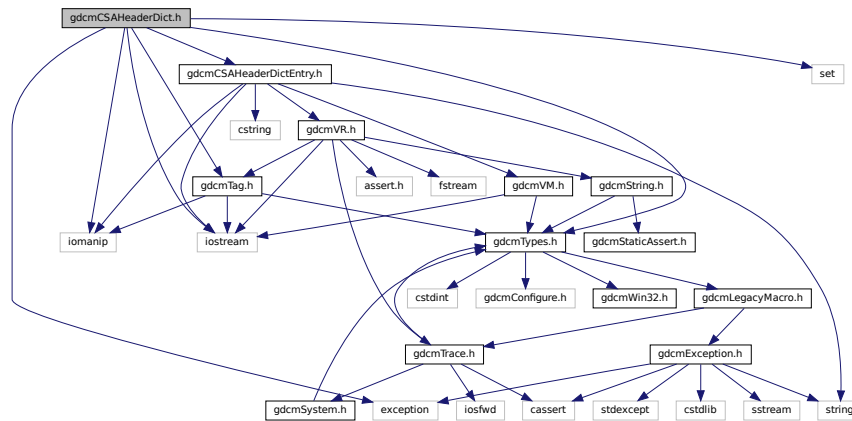 gdcmCSAHeaderDict.h
gdcmCSAHeaderDictEntry.h
set
cstring
gdcmVR.h
gdcmTag.h
assert.h
fstream
gdcmVM.h
gdcmString.h
iomanip
iostream
gdcmTypes.h
gdcmStaticAssert.h
cstdint
gdcmConfigure.h
gdcmWin32.h
gdcmLegacyMacro.h
gdcmTrace.h
gdcmException.h
gdcmSystem.h
exception
iosfwd
cassert
stdexcept
cstdlib
sstream
string